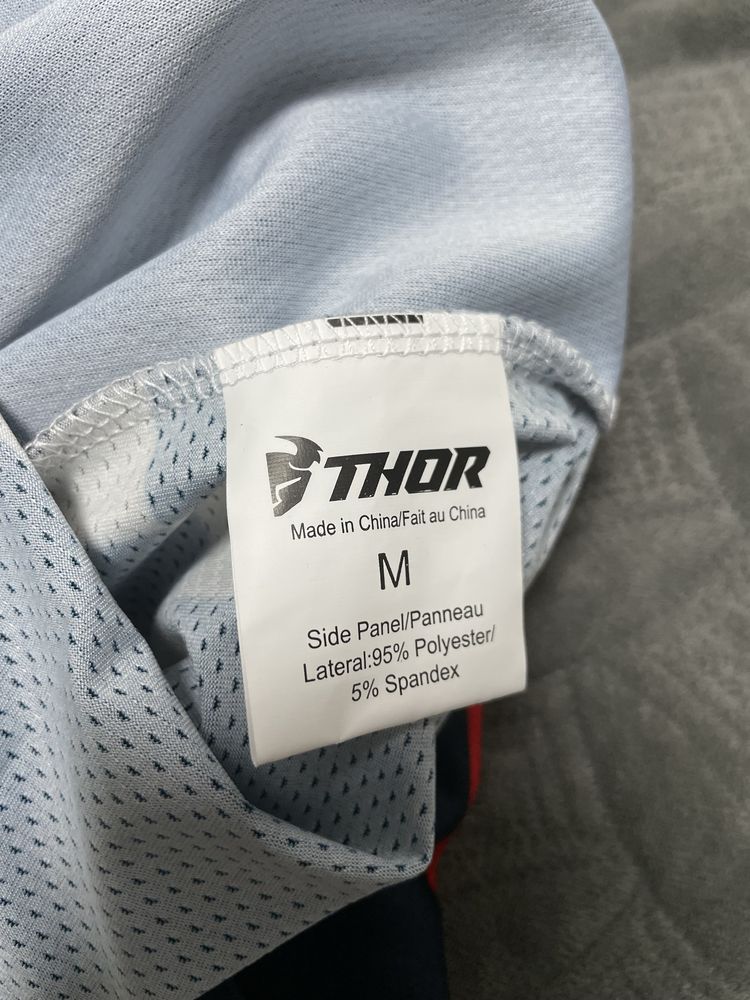 THOR
Made in China/Fait au China
M
Side Panel/Panneau
Lateral:95% Polyester/
5% Spandex